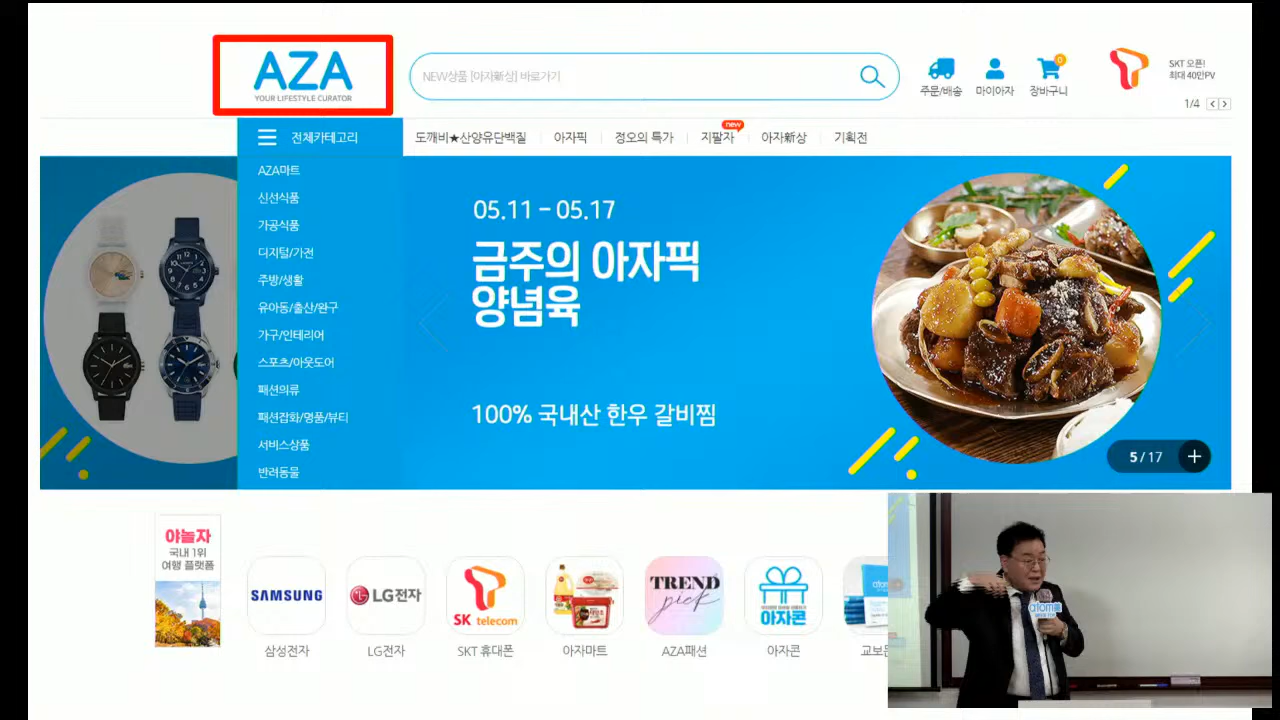 AZA
YOUR LIFESTYLE CURATOR
NEW상품 [아자新상] 바로가기
주문/배송
마이아자
0
장바구니
SKT 오픈!
최대 40만PV
1/4
전체카테고리
도깨비★산양유단백질
아자픽
정오의 특가
new
지팔자
아자新상
기획전
AZA마트
신선식품
가공식품
디지털/가전
주방/생활
유아동/출산/완구
가구/인테리어
스포츠/아웃도어
패션의류
패션잡화/명품/뷰티
서비스상품
반려동물
05.11 - 05.17
금주의 아자픽
양념육
100% 국내산 한우 갈비찜
5 / 17
야놀자
국내 1위
여행 플랫폼
SAMSUNG
LG전자
SK telecom
TREND
pick
아자콘
삼성전자
LG전자
SKT 휴대폰
아자마트
AZA패션
아자콘
교보문